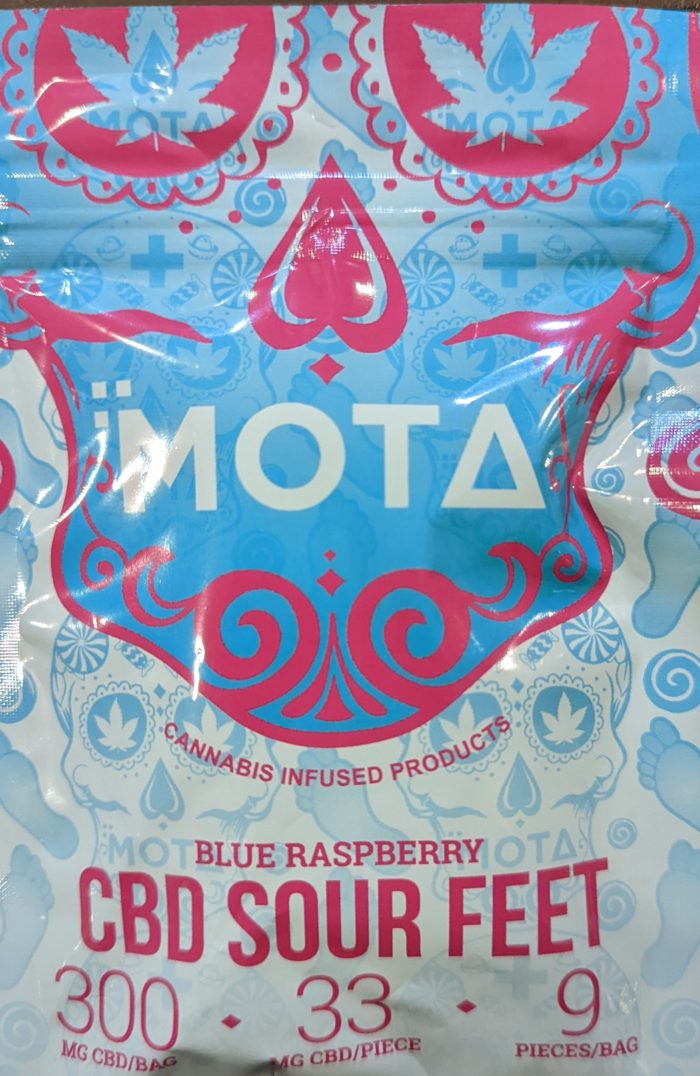 MOTA MOTA
ṀOTA
CANNABIS INFUSED PRODUCTS
MOTA MOTA
BLUE RASPBERRY
CBD SOUR FEET
300 • 33 • 9
MG CBD/BAG MG CBD/PIECE PIECES/BAG